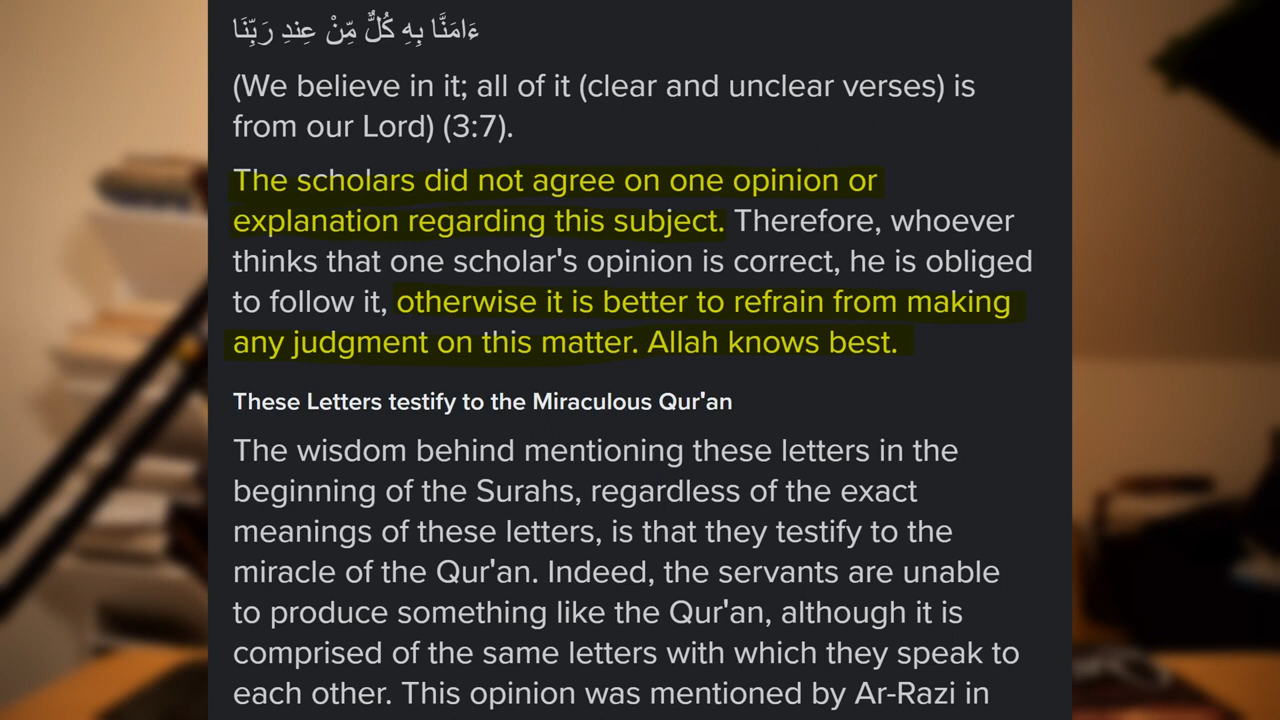 ءَامَنَّا بِهِ كُلٌّ مِّنْ عِندِ رَبِّنَا
(We believe in it; all of it (clear and unclear verses) is
from our Lord) (3:7).
The scholars did not agree on one opinion or
explanation regarding this subject. Therefore, whoever
thinks that one scholar's opinion is correct, he is obliged
to follow it, otherwise it is better to refrain from making
any judgment on this matter. Allah knows best.
These Letters testify to the Miraculous Qur'an
The wisdom behind mentioning these letters in the
beginning of the Surahs, regardless of the exact
meanings of these letters, is that they testify to the
miracle of the Qur'an. Indeed, the servants are unable
to produce something like the Qur'an, although it is
comprised of the same letters with which they speak to
each other. This opinion was mentioned by Ar-Razi in